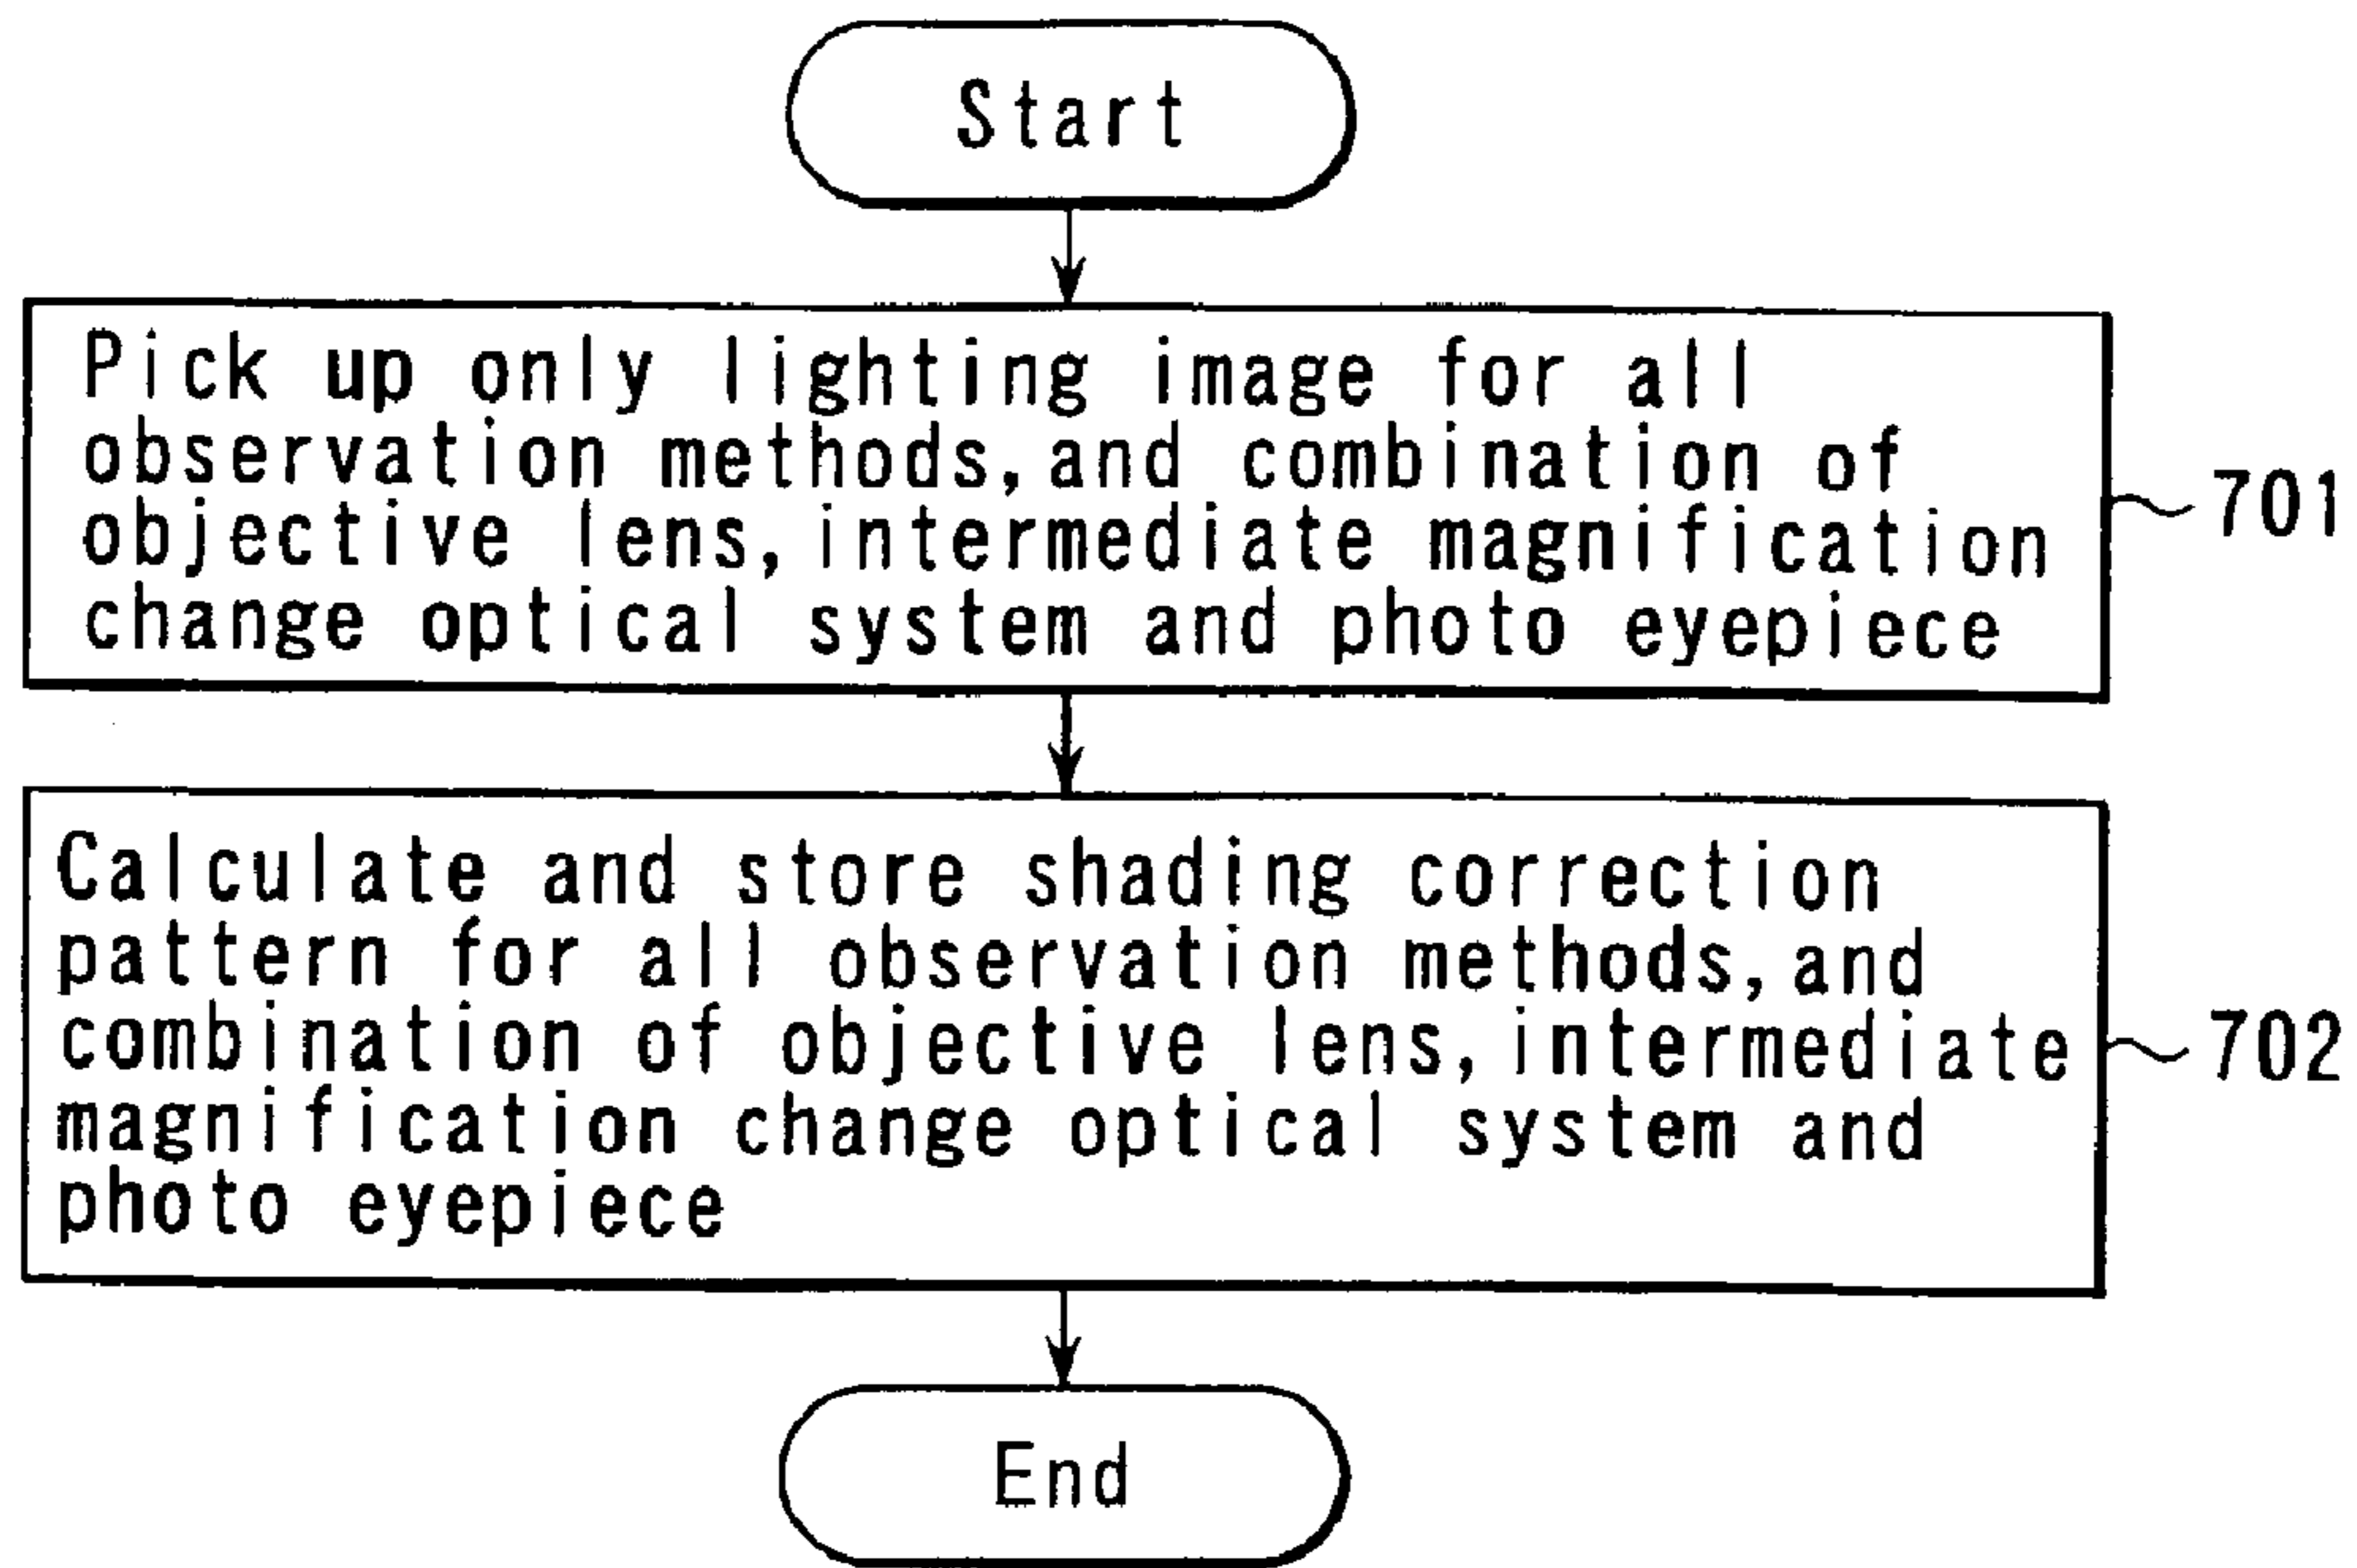 Start
Pick up only lighting image for all
observation methods,and combination of
objective lens,intermediate magnification
change optical system and photo eyepiece
701
Calculate and store shading correction
pattern for all observation methods,and
combination of objective lens,intermediate
magnification change optical system and
photo eyepiece
702
End